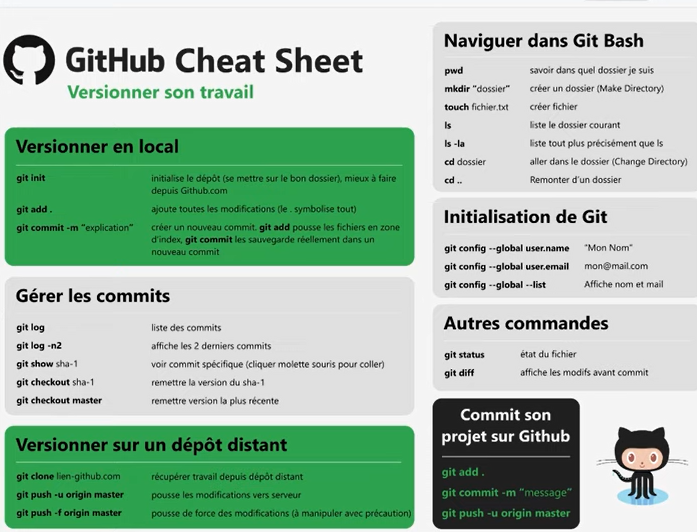 GitHub Cheat Sheet
Versionner son travail
Versionner en local
git init initialise le dépôt (se mettre sur le bon dossier), mieux à faire
depuis Github.com
git add . ajoute toutes les modifications (le . symbolise tout)
git commit -m "explication" créer un nouveau commit. git add pousse les fichiers en zone
d'index, git commit les sauvegarde réellement dans un
nouveau commit
Gérer les commits
git log liste des commits
git log -n2 affiche les 2 derniers commits
git show sha-1 voir commit spécifique (cliquer molette souris pour coller)
git checkout sha-1 remettre la version du sha-1
git checkout master remettre version la plus récente
Versionner sur un dépôt distant
git clone lien-github.com récupérer travail depuis dépôt distant
git push -u origin master pousse les modifications vers serveur
git push -f origin master pousse de force des modifications (à manipuler avec précaution)
Naviguer dans Git Bash
pwd savoir dans quel dossier je suis
mkdir "dossier" créer un dossier (Make Directory)
touch fichier.txt créer fichier
ls liste le dossier courant
ls -la liste tout plus précisément que ls
cd dossier aller dans le dossier (Change Directory)
cd .. Remonter d'un dossier
Initialisation de Git
git config --global user.name "Mon Nom"
git config --global user.email mon@mail.com
git config --global --list Affiche nom et mail
Autres commandes
git status état du fichier
git diff affiche les modifs avant commit
Commit son
projet sur Github
git add .
git commit -m "message"
git push -u origin master